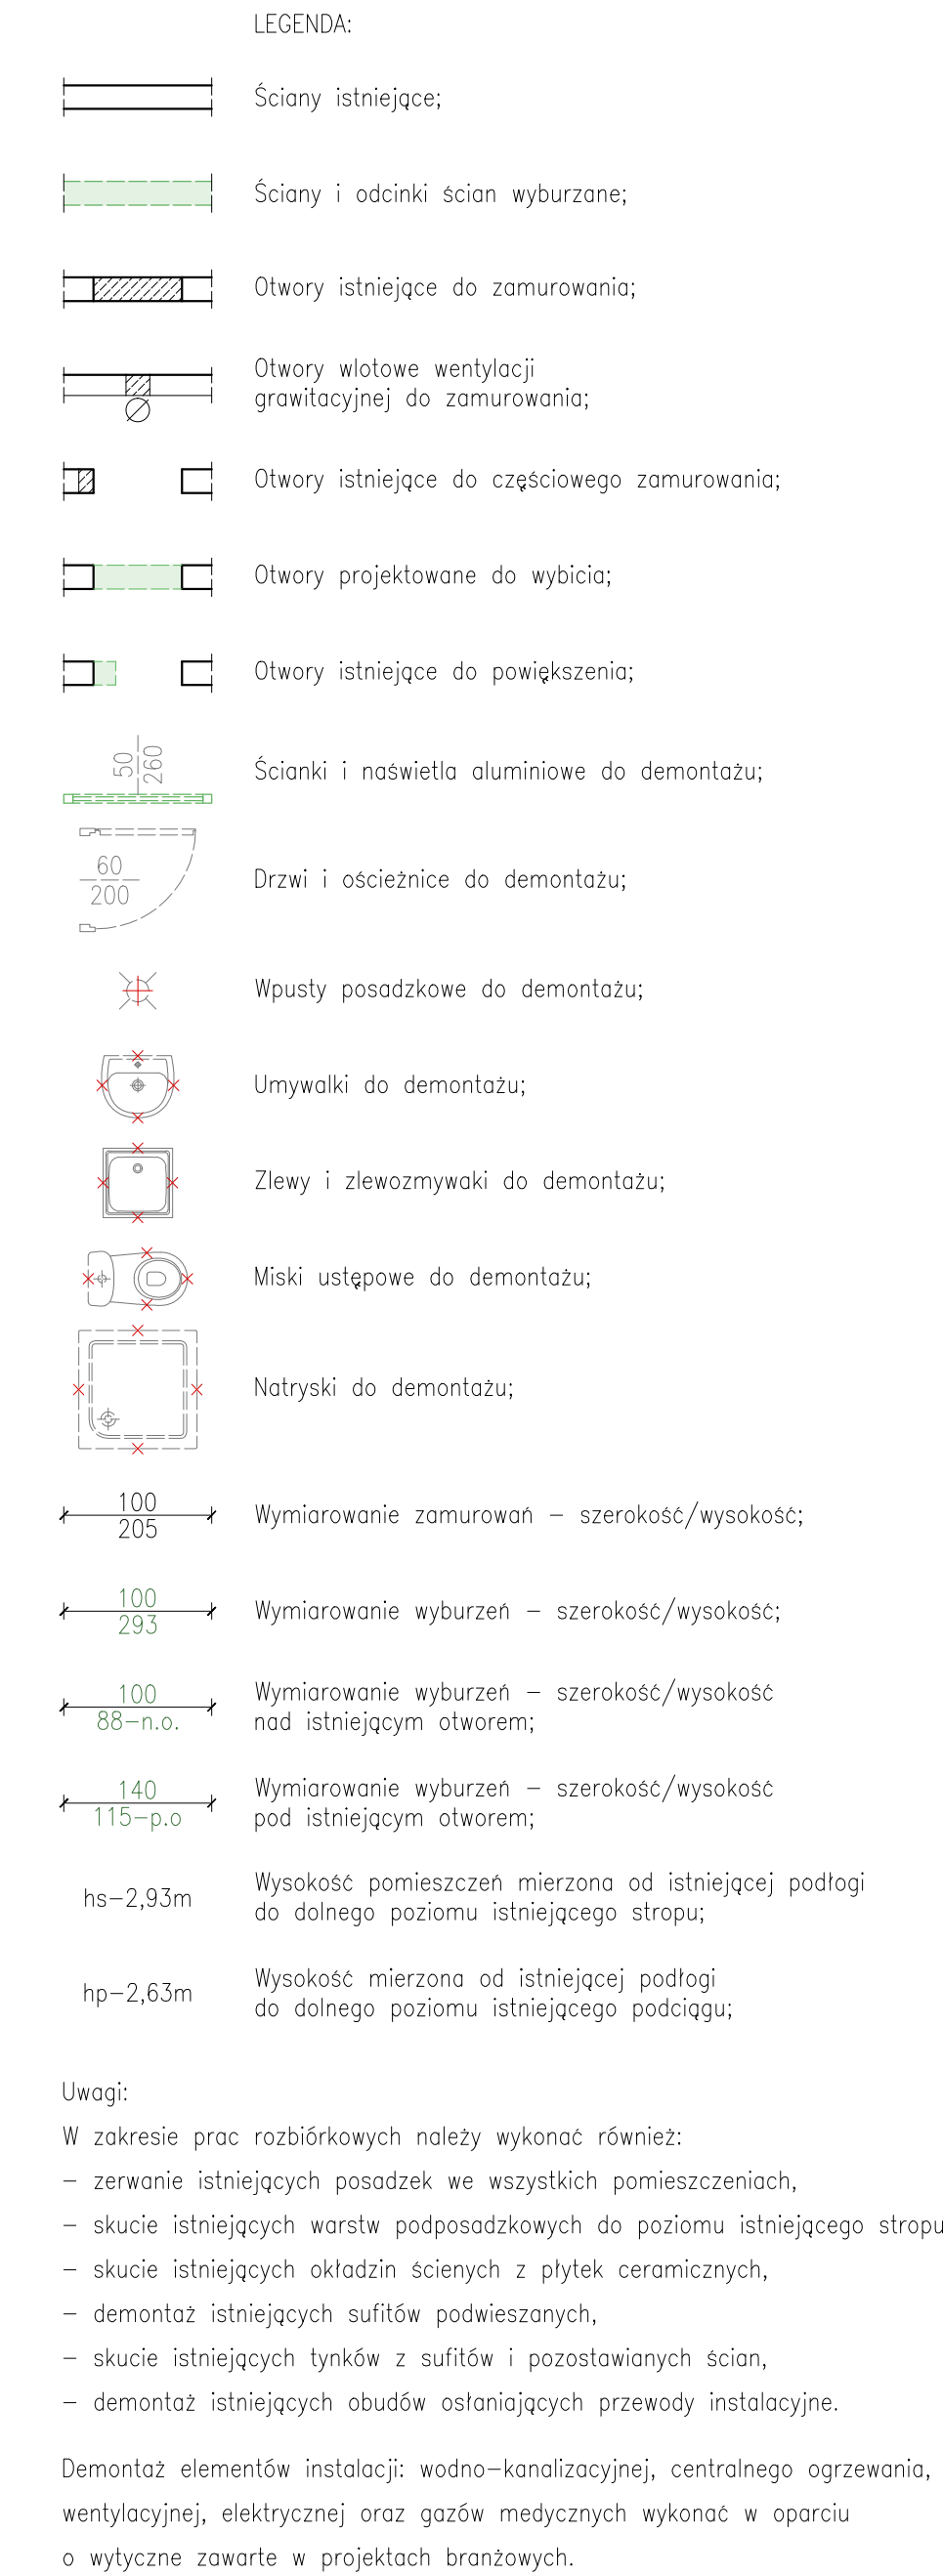 LEGENDA:
Ściany istniejące;
Ściany i odcinki ścian wyburzane;
Otwory istniejące do zamurowania;
Otwory wlotowe wentylacji
grawitacyjnej do zamurowania;
Otwory istniejące do częściowego zamurowania;
Otwory projektowane do wybicia;
Otwory istniejące do powiększenia;
50
260
Ścianki i naświetla aluminiowe do demontażu;
60
200
Drzwi i ościeżnice do demontażu;
Wpusty posadzkowe do demontażu;
Umywalki do demontażu;
Zlewy i zlewozmywaki do demontażu;
Miski ustępowe do demontażu;
Natryski do demontażu;
100
205
Wymiarowanie zamurowań – szerokość/wysokość;
100
293
Wymiarowanie wyburzeń – szerokość/wysokość;
100
88–n.o.
Wymiarowanie wyburzeń – szerokość/wysokość
nad istniejącym otworem;
140
115–p.o
Wymiarowanie wyburzeń – szerokość/wysokość
pod istniejącym otworem;
hs–2,93m
Wysokość pomieszczeń mierzona od istniejącej podłogi
do dolnego poziomu istniejącego stropu;
hp–2,63m
Wysokość mierzona od istniejącej podłogi
do dolnego poziomu istniejącego podciągu;
Uwagi:
W zakresie prac rozbiórkowych należy wykonać również:
– zerwanie istniejących posadzek we wszystkich pomieszczeniach,
– skucie istniejących warstw podposadzkowych do poziomu istniejącego stropu
– skucie istniejących okładzin ścienych z płytek ceramicznych,
– demontaż istniejących sufitów podwieszanych,
– skucie istniejących tynków z sufitów i pozostawianych ścian,
– demontaż istniejących obudów osłaniających przewody instalacyjne.
Demontaż elementów instalacji: wodno–kanalizacyjnej, centralnego ogrzewania,
wentylacyjnej, elektrycznej oraz gazów medycznych wykonać w oparciu
o wytyczne zawarte w projektach branżowych.